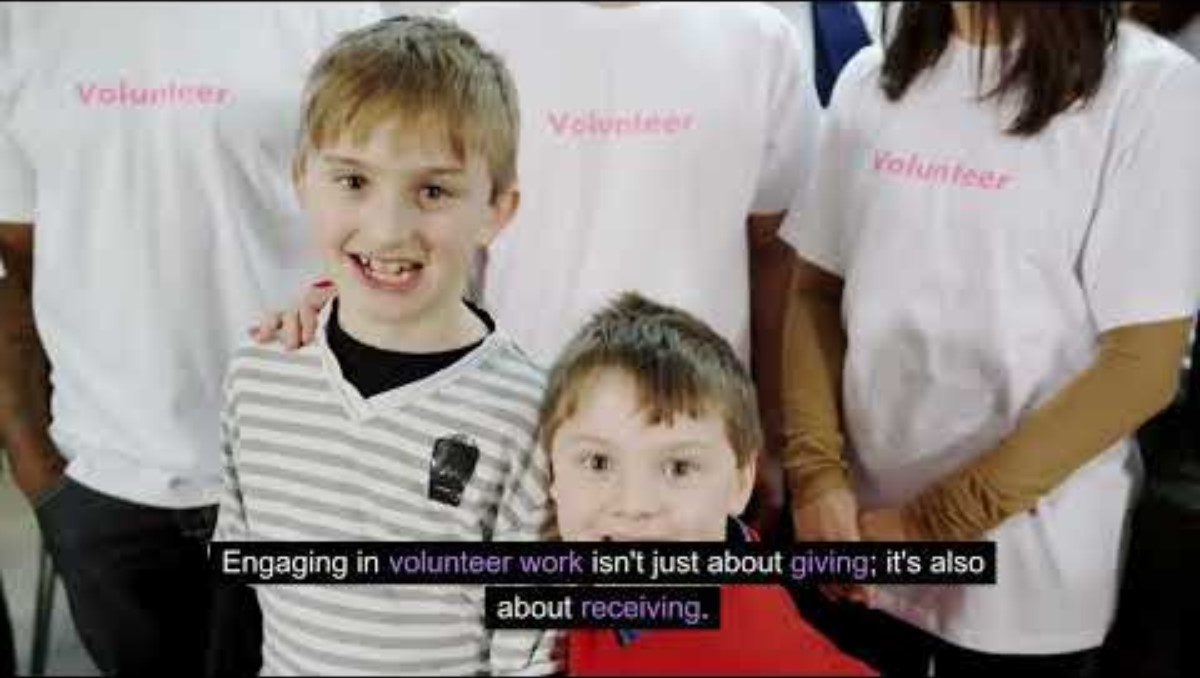 Volunteer
Volunteer
Volunteer
Engaging in volunteer work isn't just about giving; it's also
about receiving.